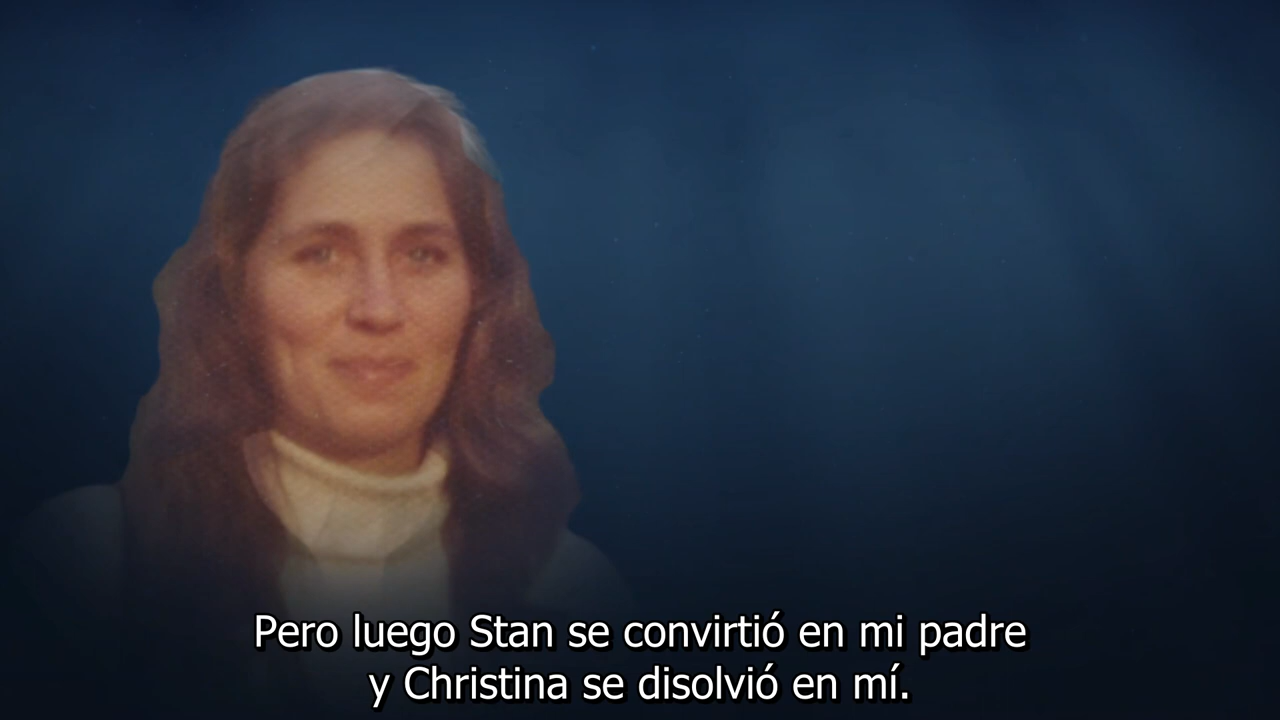 Pero luego Stan se convirtió en mi padre
y Christina se disolvió en mí.